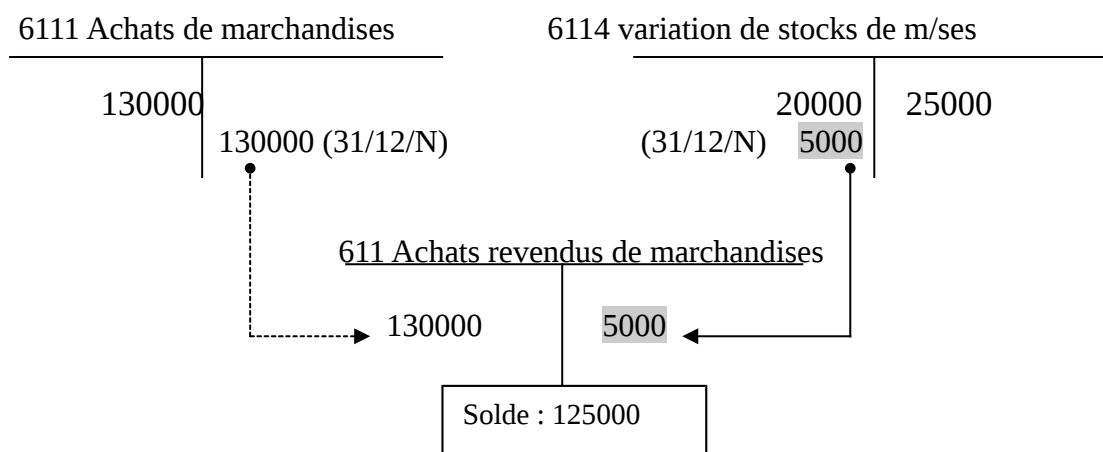 6111 Achats de marchandises
6114 variation de stocks de m/ses
130000
20000 25000
130000 (31/12/N)
(31/12/N) 5000
611 Achats revendus de marchandises
130000 5000
Solde : 125000